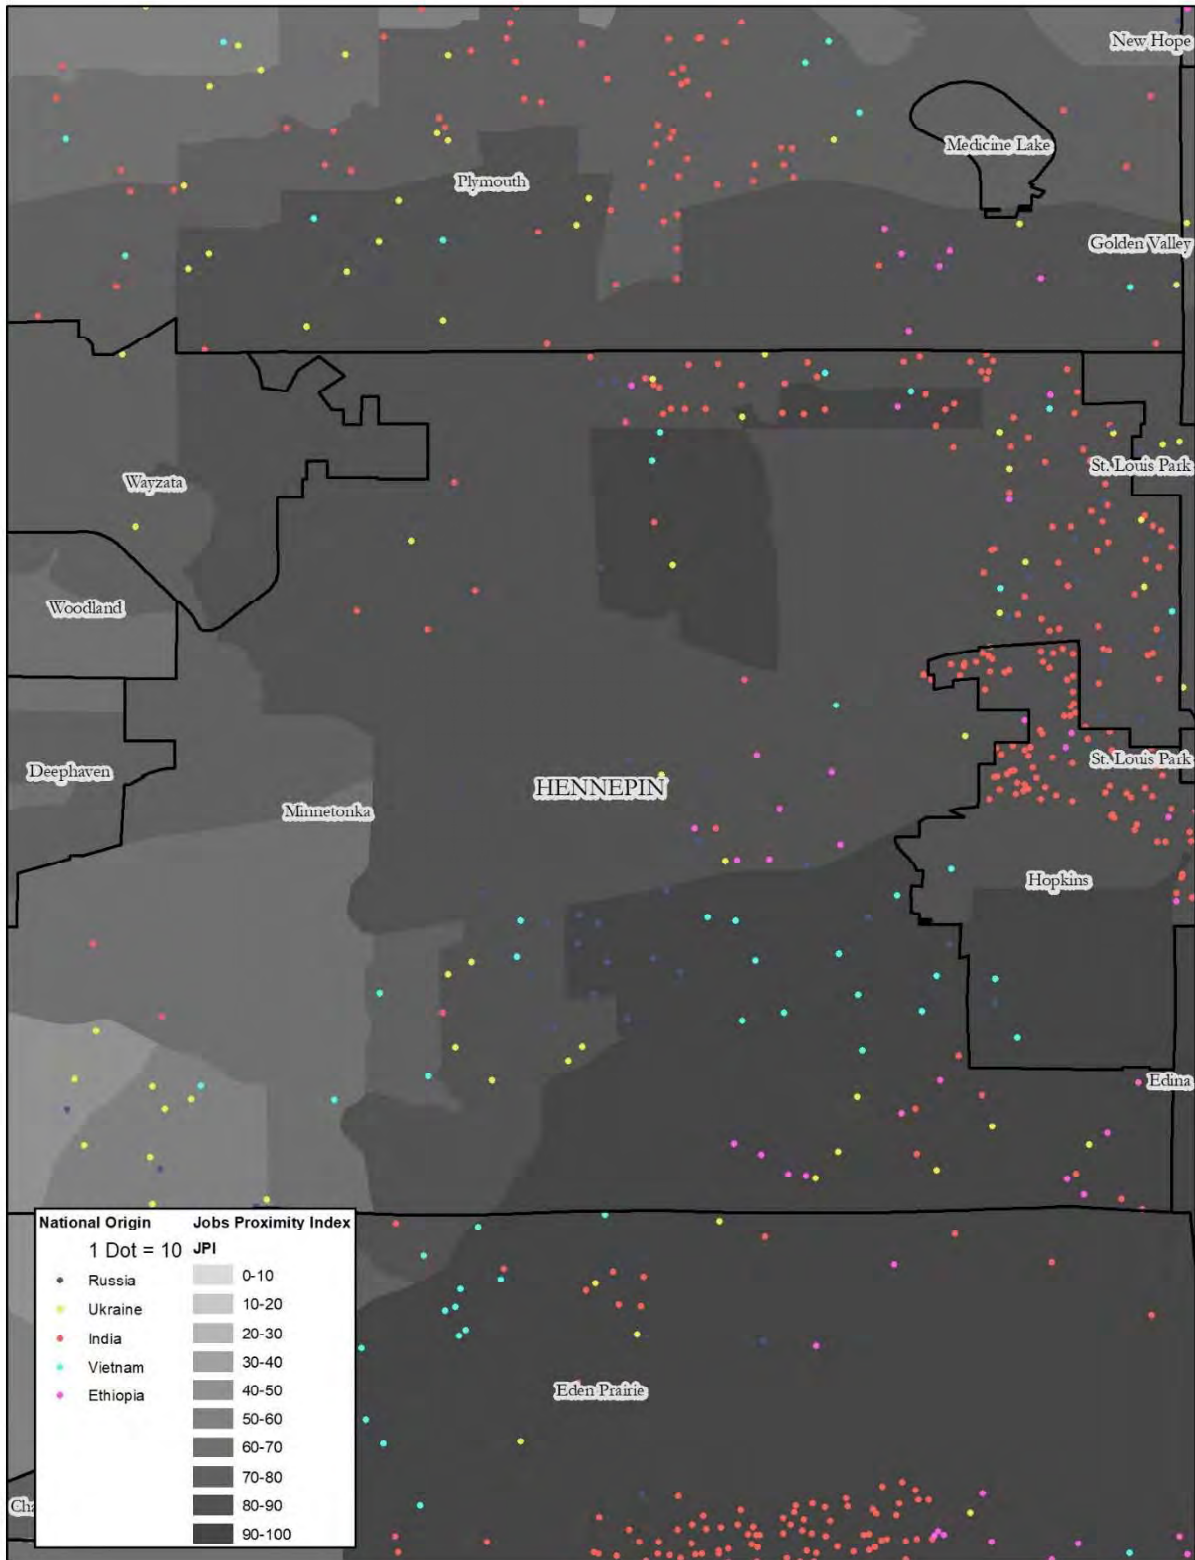 New Hope
Medicine Lake
Plymouth
Golden Valley
St. Louis Park
Wayzata
Woodland
St. Louis Park
Deephaven
HENNEPIN
Minnetonka
Hopkins
Edina
National Origin
1 Dot = 10
Russia
Ukraine
India
Vietnam
Ethiopia
Jobs Proximity Index
JPI
0-10
10-20
20-30
30-40
40-50
50-60
60-70
70-80
80-90
90-100
Eden Prairie
Cha